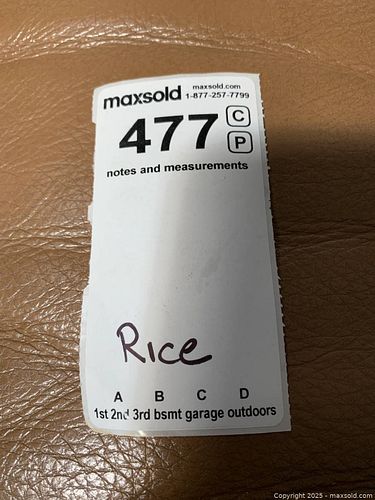 maxsold maxsold.com
1-877-257-7799
477 C
P
notes and measurements
Rice
A B C D
1st 2nd 3rd bsmt garage outdoors
Copyright 2025 - maxsold.com